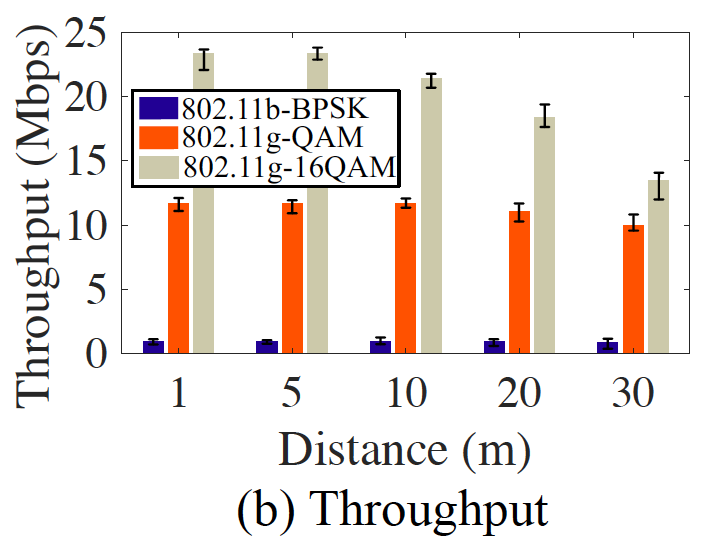 Throughput (Mbps)
25
20
15
10
5
0
802.11b-BPSK
802.11g-QAM
802.11g-16QAM
1 5 10 20 30
Distance (m)
(b) Throughput